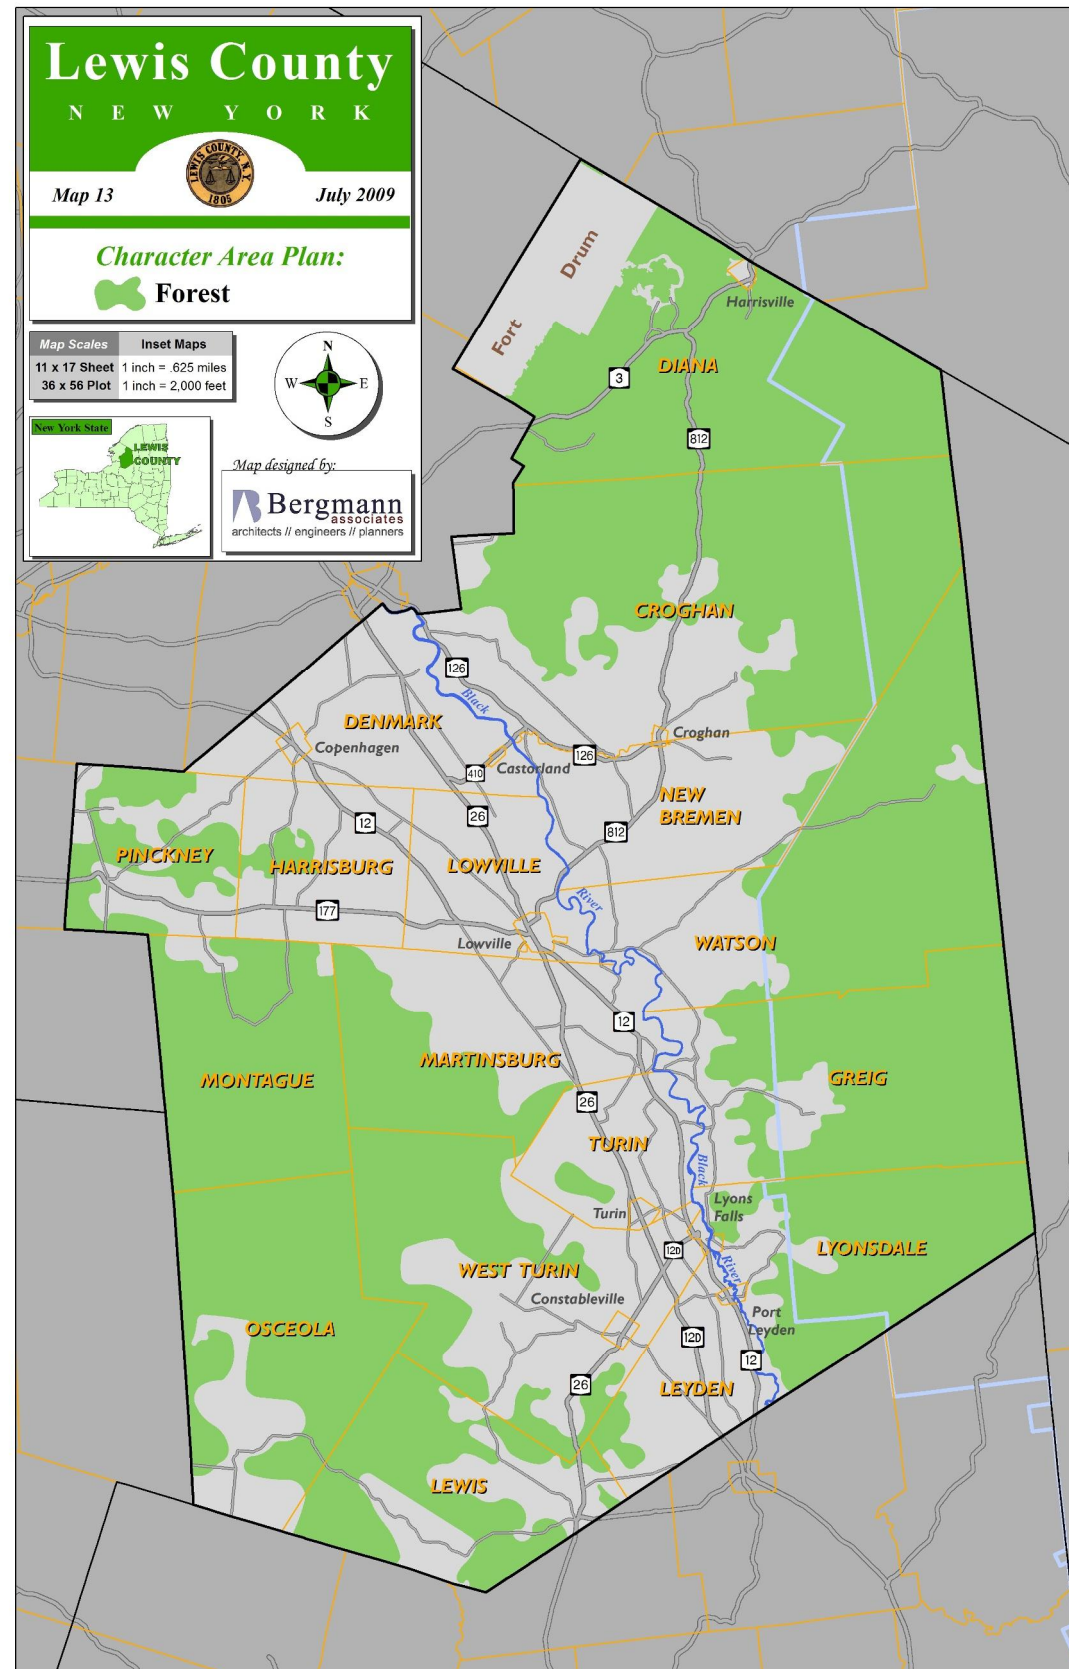 Lewis County
NEW YORK
LEWIS COUNTY, N.Y.
1805
Map 13
July 2009
Character Area Plan:
Forest
Map Scales
Inset Maps
11 x 17 Sheet
1 inch = .625 miles
36 x 56 Plot
1 inch = 2,000 feet
N
W
E
S
New York State
LEWIS
COUNTY
Map designed by:
Bergmann
associates
architects // engineers // planners
Fort Drum
Harrisville
DIANA
3
812
CROGHAN
126
Black
DENMARK
Copenhagen
Croghan
126
410
Castorland
NEW
BREMEN
26
12
812
PINCKNEY
HARRISBURG
LOWVILLE
River
177
Lowville
WATSON
12
MARTINSBURG
MONTAGUE
GREIG
26
TURIN
Black
Lyons
Falls
Turin
12D
LYONSDALE
WEST TURIN
River
Constableville
Port
Leyden
OSCEOLA
12D
12
26
LEYDEN
LEWIS